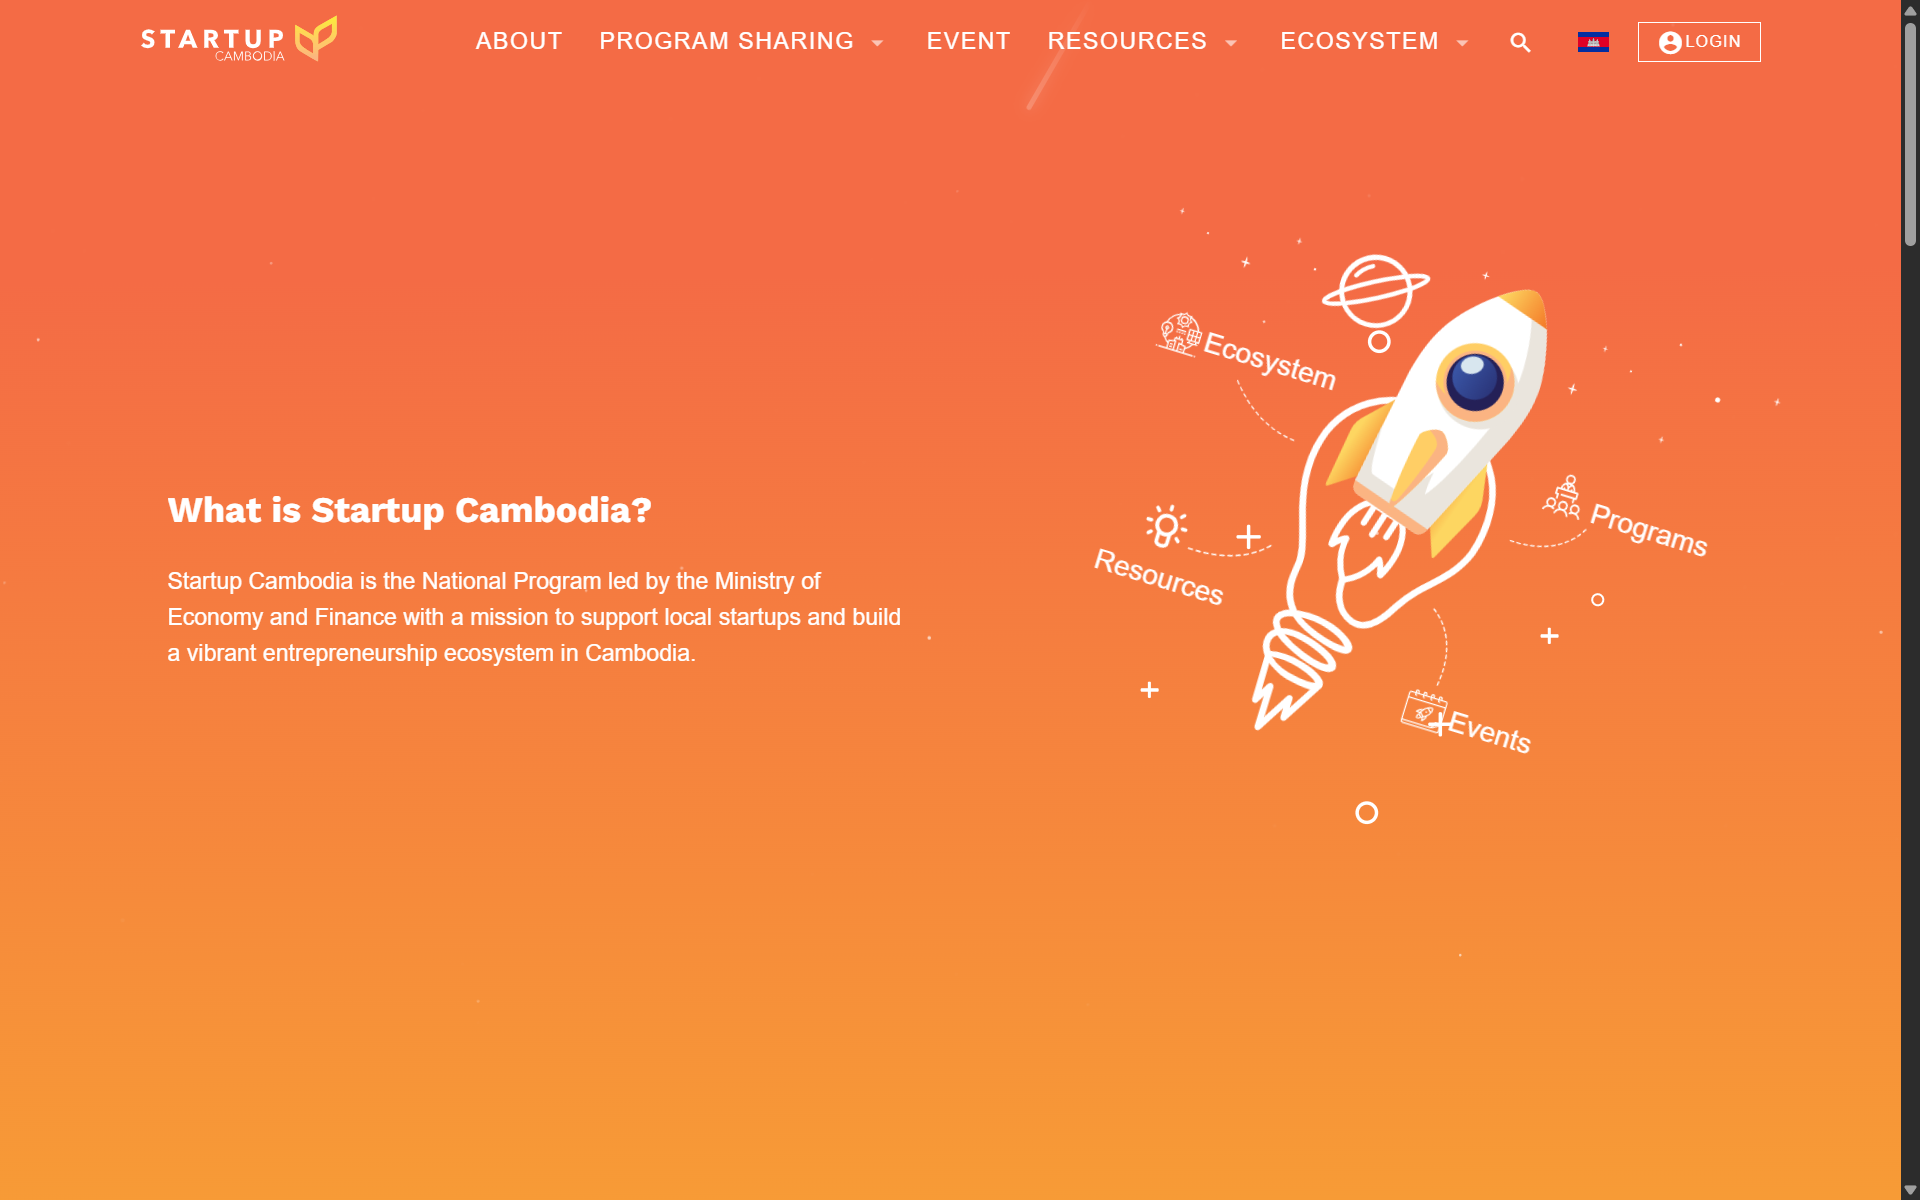 STARTUP
CAMBODIA
ABOUT
PROGRAM SHARING
EVENT
RESOURCES
ECOSYSTEM
LOGIN
Ecosystem
What is Startup Cambodia?
Startup Cambodia is the National Program led by the Ministry of
Economy and Finance with a mission to support local startups and build
a vibrant entrepreneurship ecosystem in Cambodia.
Programs
Resources
Events